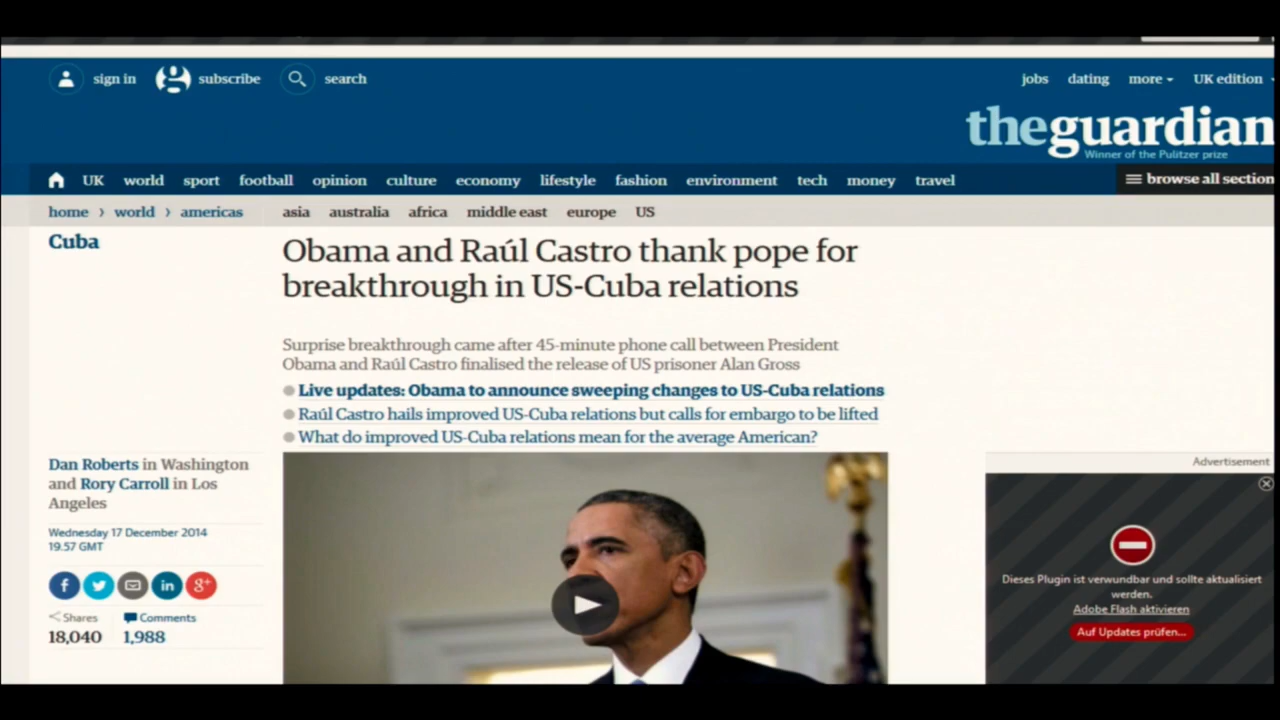 sign in
subscribe
search
jobs
dating
more
UK edition
theguardian
Winner of the Pulitzer prize
UK world sport football opinion culture economy lifestyle fashion environment tech money travel
browse all section
home › world › americas
asia australia africa middle east europe US
Cuba
Obama and Raúl Castro thank pope for
breakthrough in US-Cuba relations
Surprise breakthrough came after 45-minute phone call between President
Obama and Raúl Castro finalised the release of US prisoner Alan Gross
Live updates: Obama to announce sweeping changes to US-Cuba relations
Raúl Castro hails improved US-Cuba relations but calls for embargo to be lifted
What do improved US-Cuba relations mean for the average American?
Dan Roberts in Washington
and Rory Carroll in Los
Angeles
Wednesday 17 December 2014
19.57 GMT
f
in
g+
Shares
18,040
Comments
1,988
Advertisement
Dieses Plugin ist verwundbar und sollte aktualisiert
werden.
Adobe Flash aktivieren
Auf Updates prüfen...